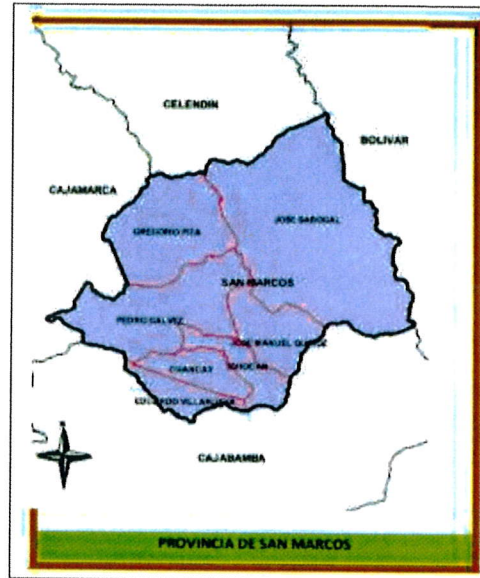 CELENDIN
BOLIVAR
CAJAMARCA
GREGORIO PITA
JOSE SABOGAL
SAN MARCOS
PEDRO GALVEZ
JOSE MANUEL QUIROZ
CHANCAY
ICHOCAN
EDUARDO VILLANUEVA
CAJABAMBA
PROVINCIA DE SAN MARCOS